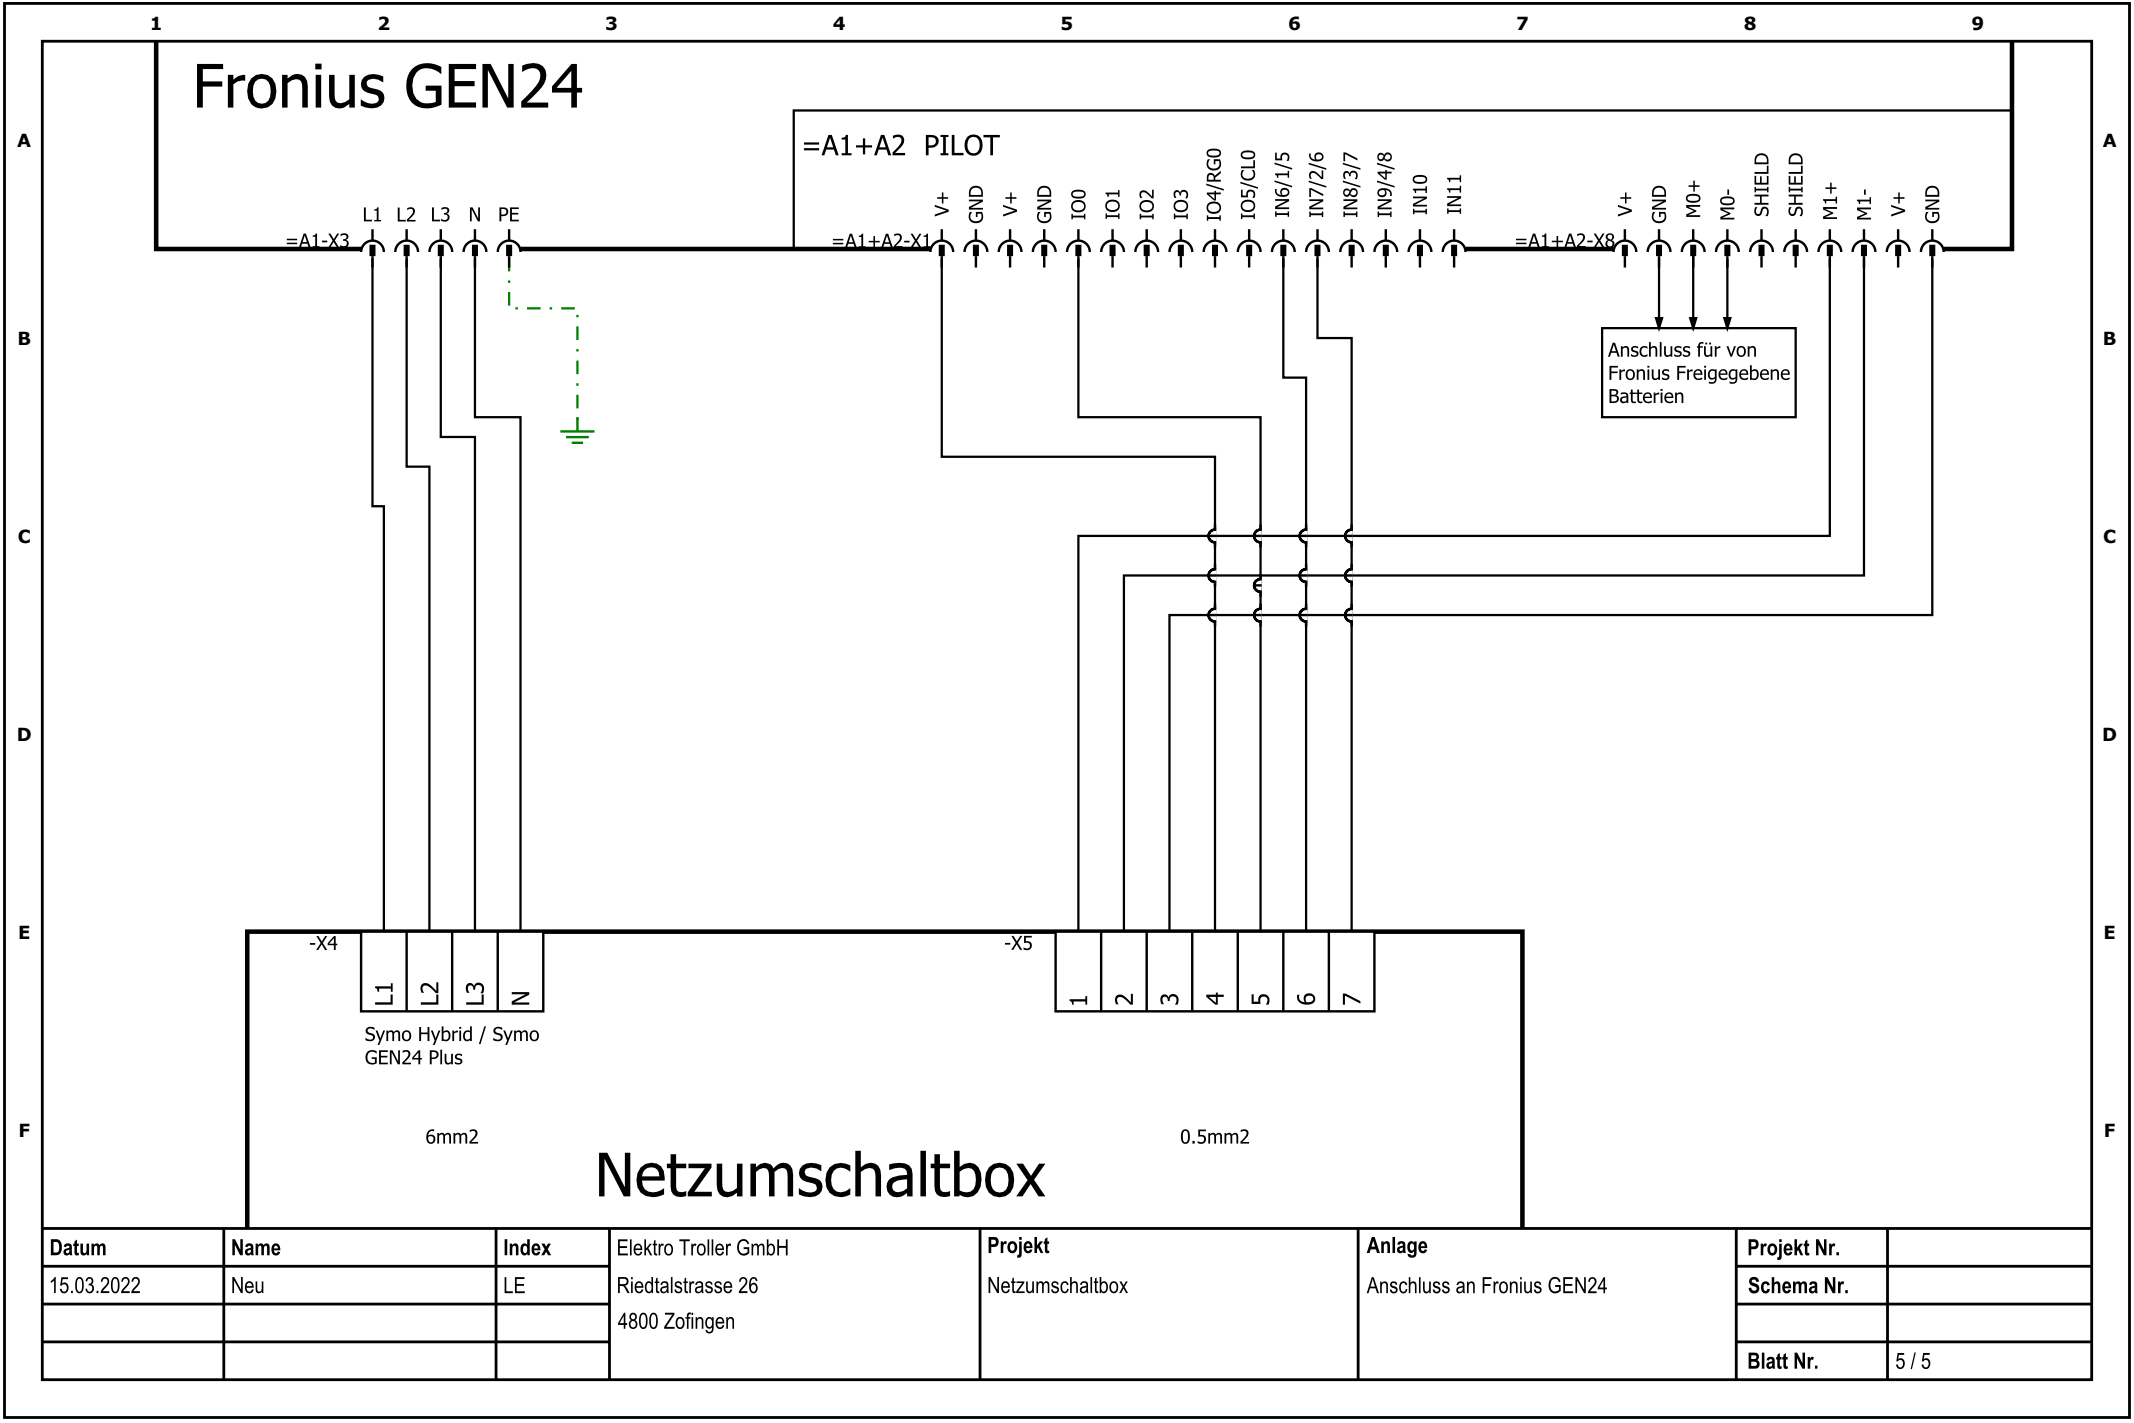 1 2 3 4 5 6 7 8 9
Fronius GEN24
A A
=A1+A2 PILOT
L1 L2 L3 N PE
V+ GND V+ GND IO0 IO1 IO2 IO3 IO4/RG0 IO5/CL0 IN6/1/5 IN7/2/6 IN8/3/7 IN9/4/8 IN10 IN11
V+ GND M0+ M0- SHIELD SHIELD M1+ M1- V+ GND
=A1-X3 =A1+A2-X1 =A1+A2-X8
B B
Anschluss für von
Fronius Freigegebene
Batterien
C C
D D
E E
-X4 -X5
L1 L2 L3 N
1 2 3 4 5 6 7
Symo Hybrid / Symo
GEN24 Plus
F F
6mm2 0.5mm2
Netzumschaltbox
Datum Name Index
15.03.2022 Neu LE
Elektro Troller GmbH
Riedtalstrasse 26
4800 Zofingen
Projekt
Netzumschaltbox
Anlage
Anschluss an Fronius GEN24
Projekt Nr.
Schema Nr.
Blatt Nr. 5 / 5